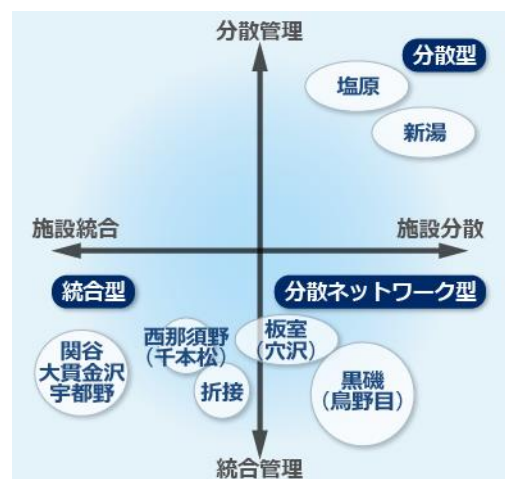 分散管理
分散型
塩原
新湯
施設統合
施設分散
統合型
分散ネットワーク型
西那須野
（千本松）
板室
（穴沢）
関谷
大貫金沢
宇都野
折接
黒磯
（鳥野目）
統合管理